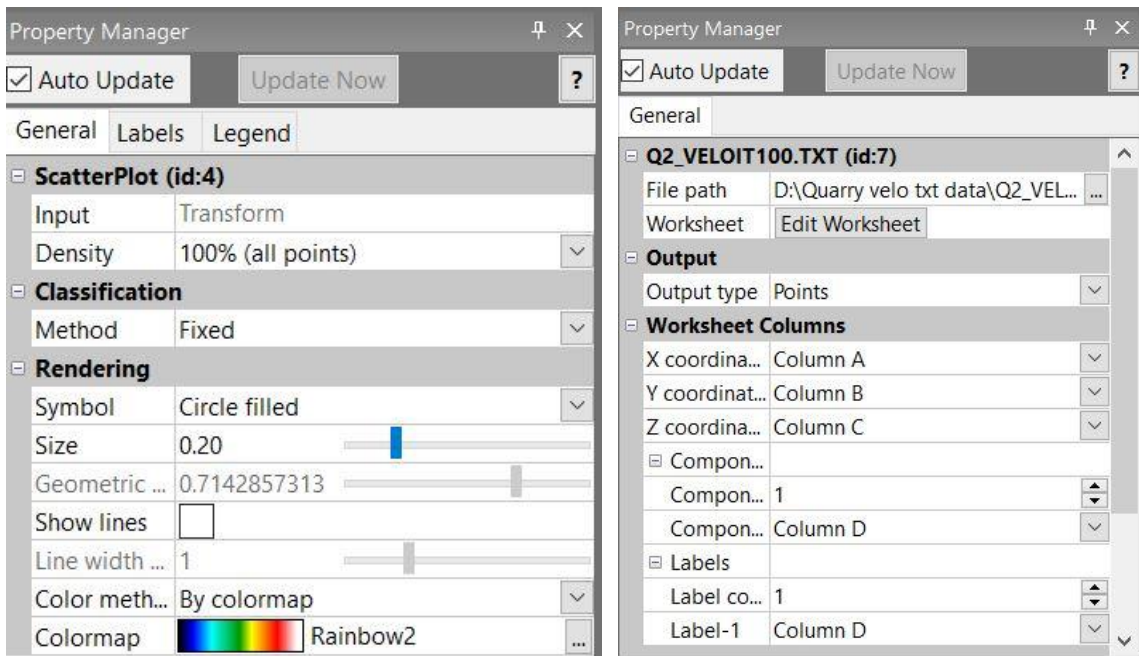 Property Manager
Auto Update Update Now ?
General Labels Legend
ScatterPlot (id:4)
Input Transform
Density 100% (all points)
Classification
Method Fixed
Rendering
Symbol Circle filled
Size 0.20
Geometric ... 0.7142857313
Show lines
Line width ... 1
Color meth... By colormap
Colormap Rainbow2 ...
Property Manager
Auto Update Update Now ?
General
Q2_VELOIT100.TXT (id:7)
File path D:\Quarry velo txt data\Q2_VEL... ...
Worksheet Edit Worksheet
Output
Output type Points
Worksheet Columns
X coordina... Column A
Y coordinat... Column B
Z coordina... Column C
Compon...
Compon... 1
Compon... Column D
Labels
Label co... 1
Label-1 Column D